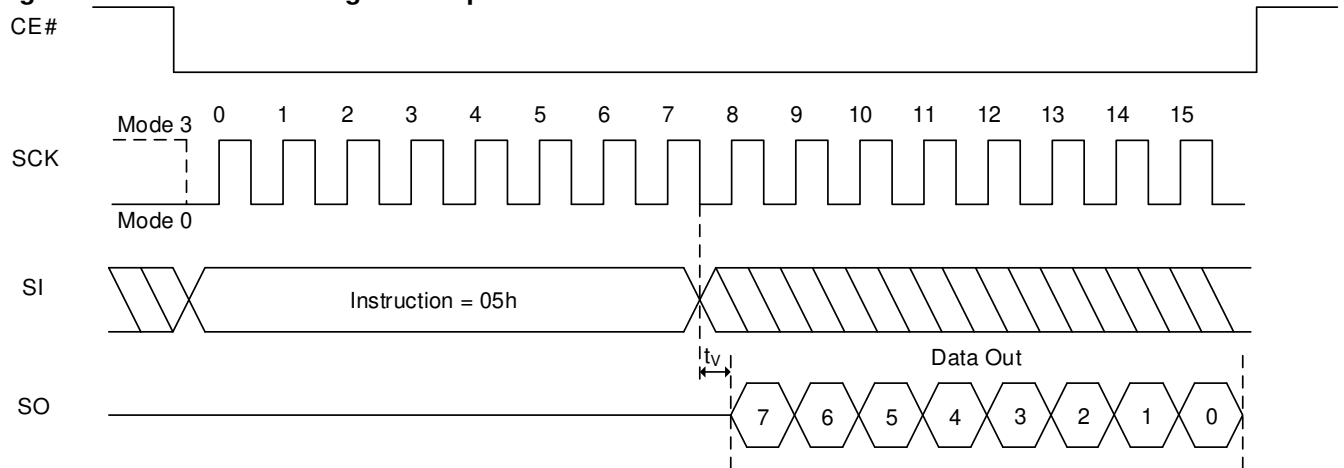 CE#
0 1 2 3 4 5 6 7 8 9 10 11 12 13 14 15
Mode 3
SCK
Mode 0
SI
Instruction = 05h
tV
Data Out
SO
7 6 5 4 3 2 1 0